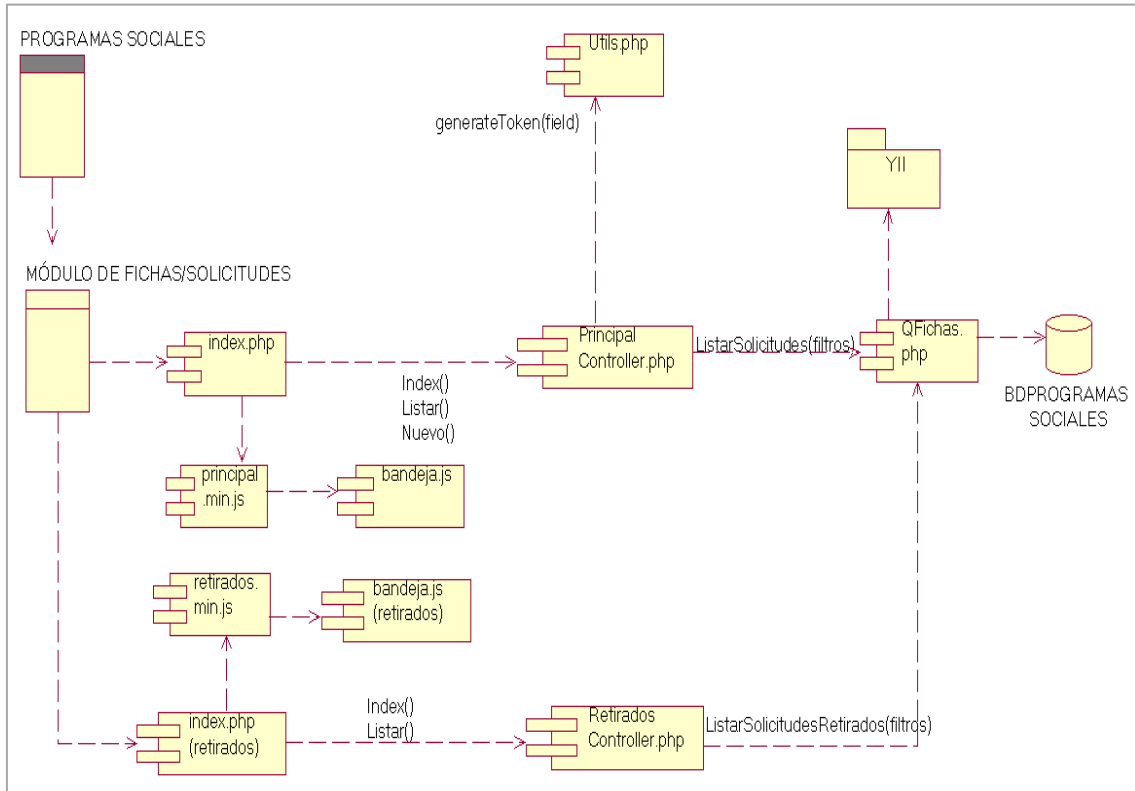 PROGRAMAS SOCIALES
Utils.php
generateToken(field)
YII
MÓDULO DE FICHAS/SOLICITUDES
index.php
Index()
Listar()
Nuevo()
Principal
Controller.php
ListarSolicitudes(filtros)
QFichas.
php
BDPROGRAMAS
SOCIALES
principal
.min.js
bandeja.js
retirados.
min.js
bandeja.js
(retirados)
index.php
(retirados)
Index()
Listar()
Retirados
Controller.php
ListarSolicitudesRetirados(filtros)